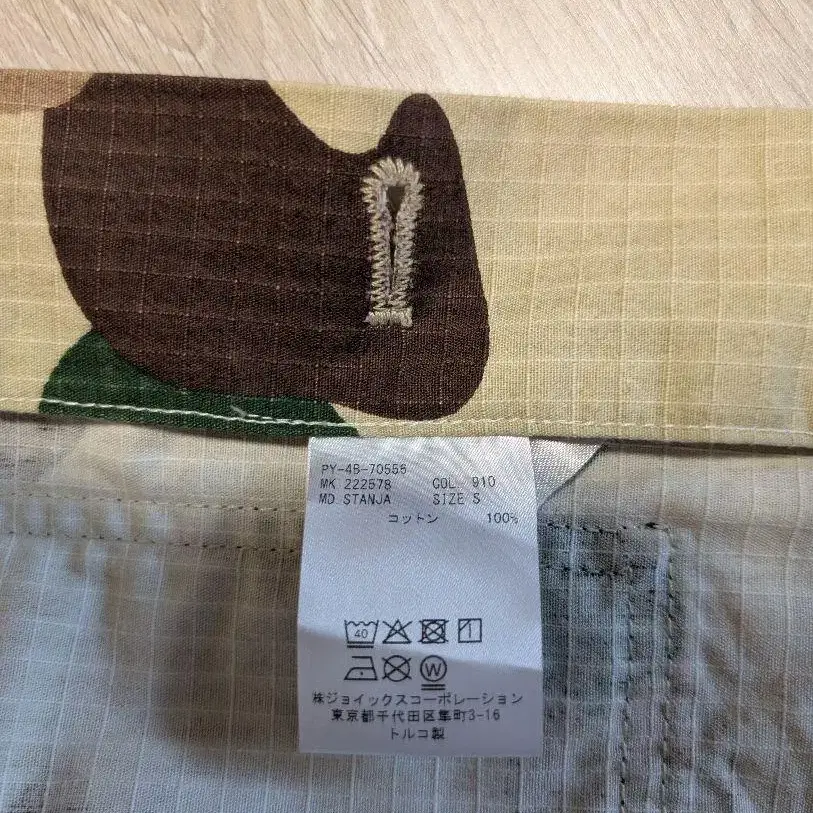 PY-4B-70555
MK 222578 COL. 910
MD STANJA SIZE S
コットン 100%
40
W
株ジョイックスコーポレーション
東京都千代田区隼町3-16
トルコ製